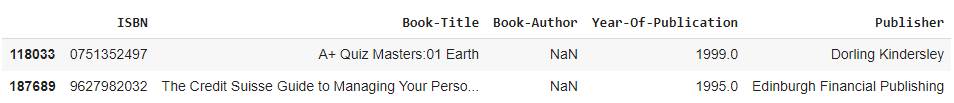 ISBN Book-Title Book-Author Year-Of-Publication Publisher
118033 0751352497 A+ Quiz Masters:01 Earth NaN 1999.0 Dorling Kindersley
187689 9627982032 The Credit Suisse Guide to Managing Your Perso... NaN 1995.0 Edinburgh Financial Publishing